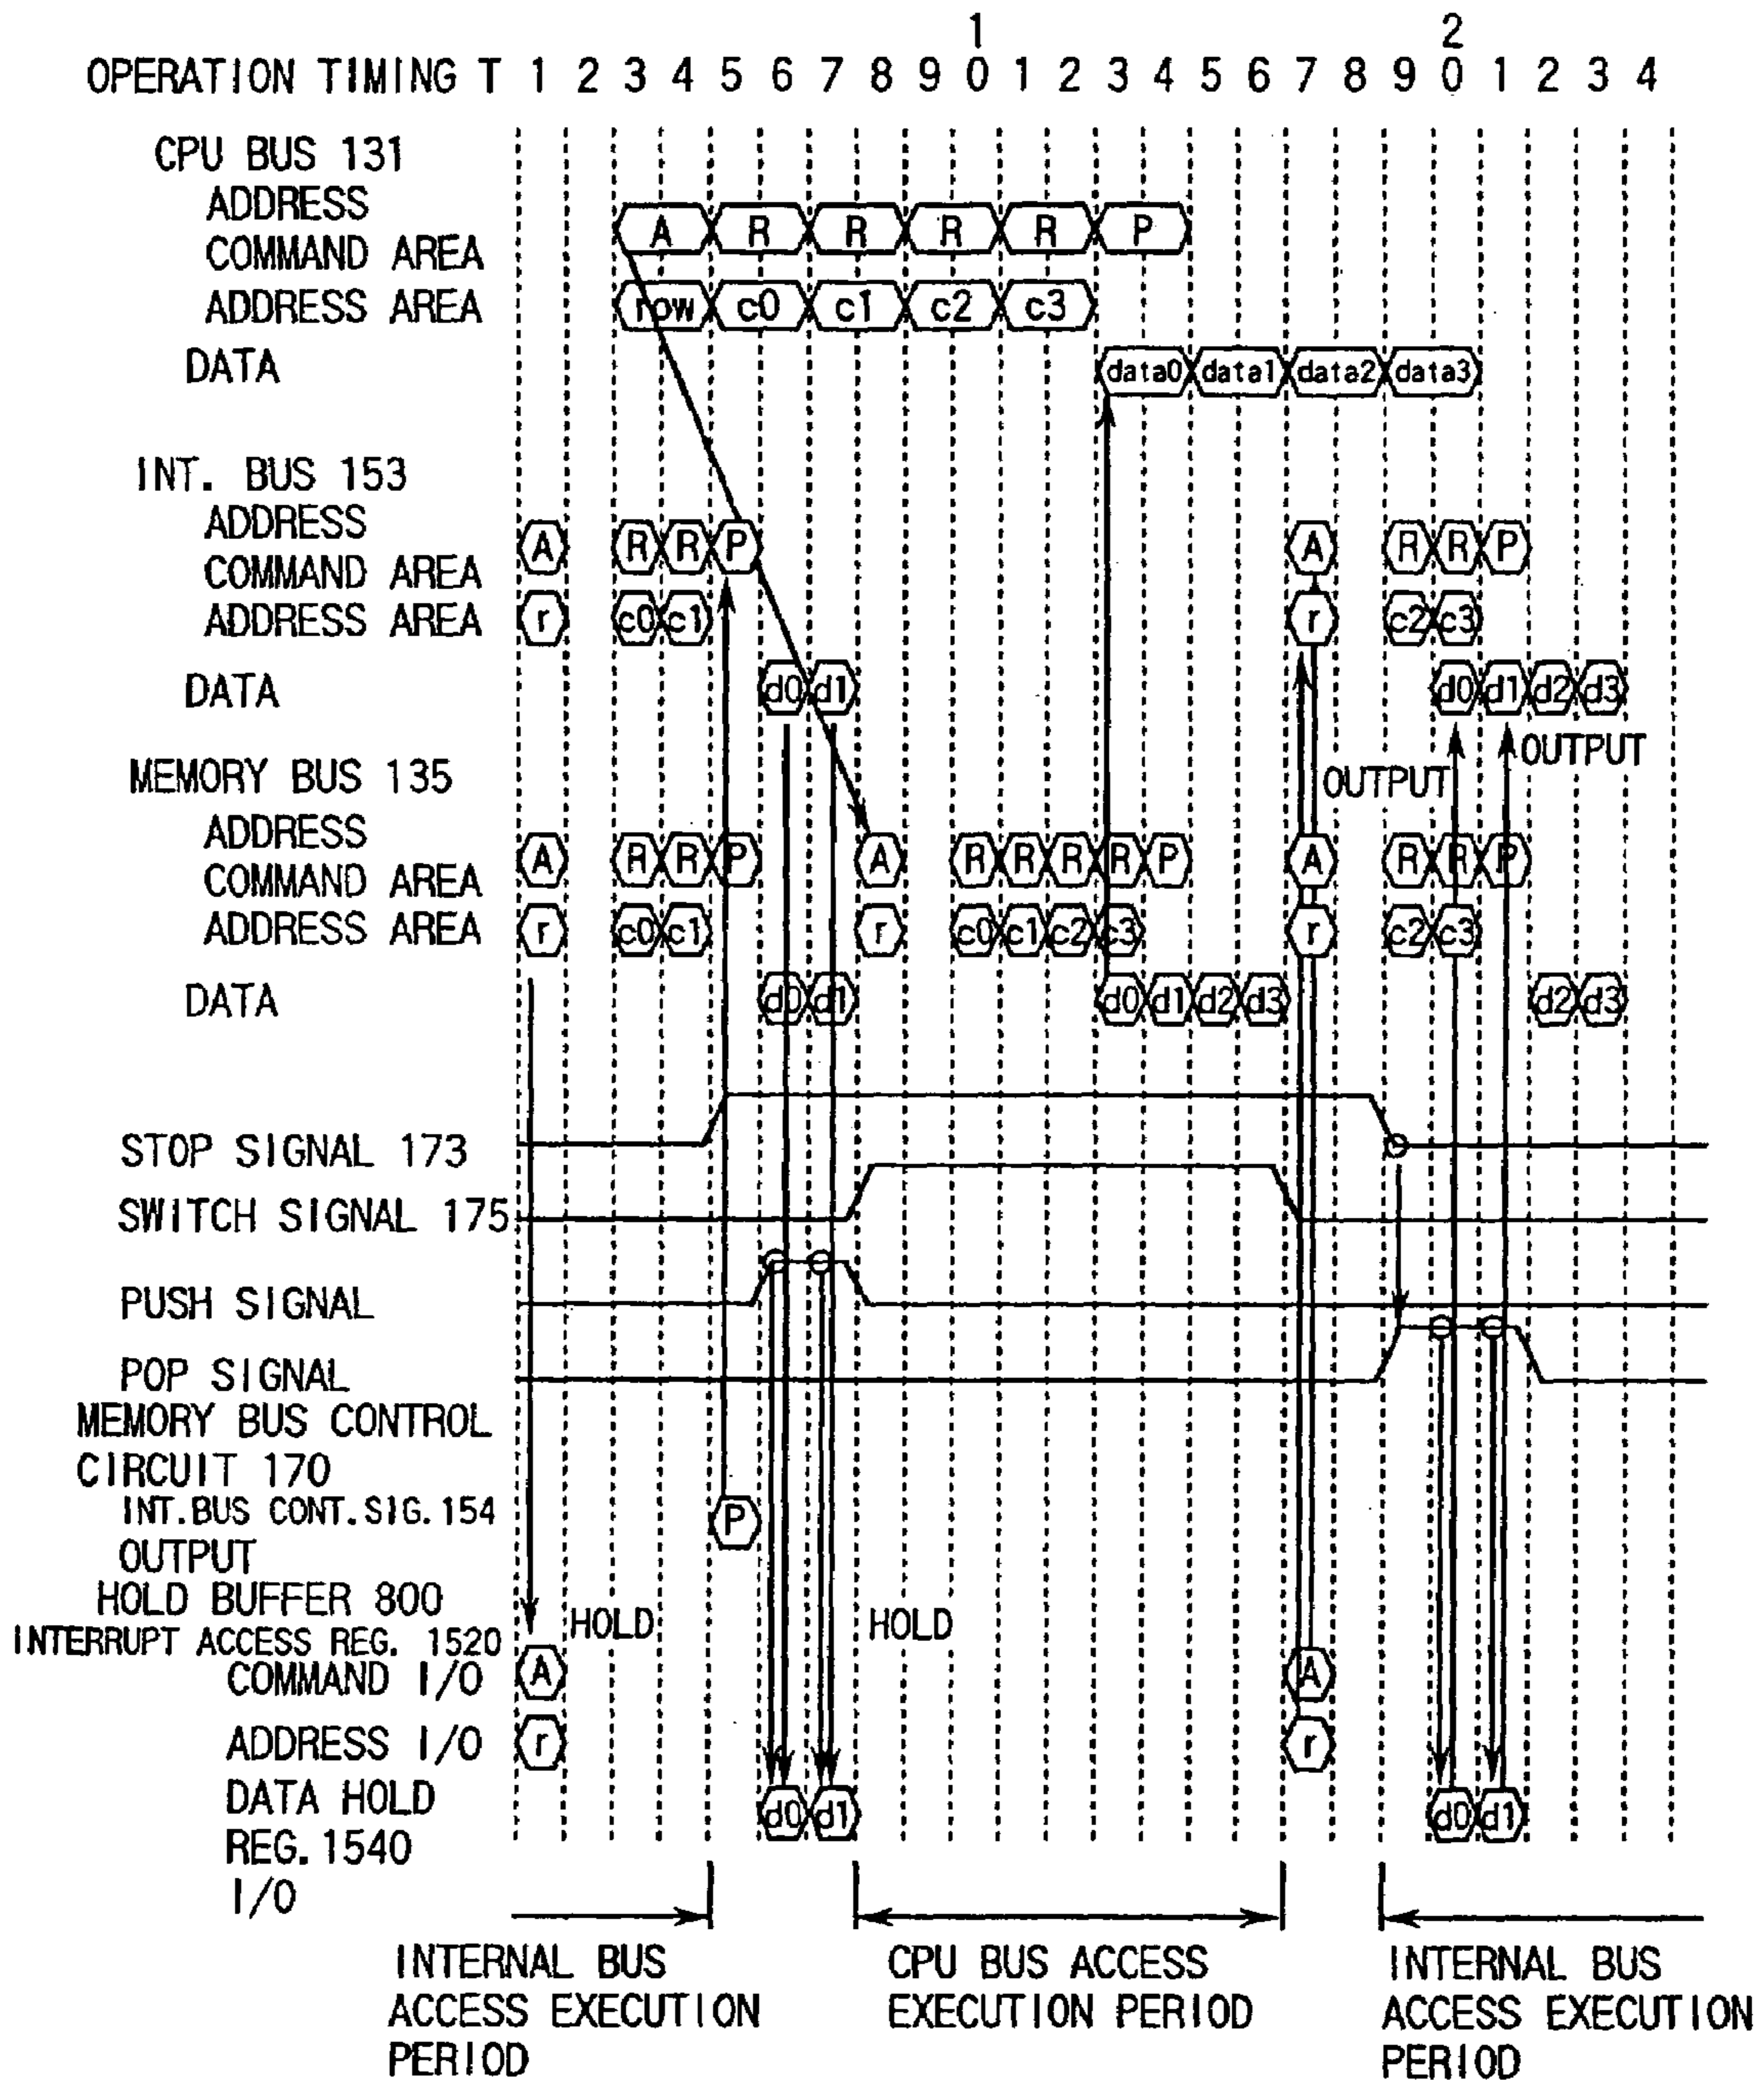 1 2
OPERATION TIMING T 1 2 3 4 5 6 7 8 9 0 1 2 3 4 5 6 7 8 9 0 1 2 3 4
CPU BUS 131
ADDRESS
COMMAND AREA A R R R R P
ADDRESS AREA row c0 c1 c2 c3
DATA data0 data1 data2 data3
INT. BUS 153
ADDRESS
COMMAND AREA A R R P A R R P
ADDRESS AREA r c0 c1 r c2 c3
DATA d0 d1 d0 d1 d2 d3
OUTPUT OUTPUT
MEMORY BUS 135
ADDRESS
COMMAND AREA A R R P A R R R R P A R R P
ADDRESS AREA r c0 c1 r c0 c1 c2 c3 r c2 c3
DATA d0 d1 d0 d1 d2 d3 d2 d3
STOP SIGNAL 173
SWITCH SIGNAL 175
PUSH SIGNAL
POP SIGNAL
MEMORY BUS CONTROL
CIRCUIT 170
INT.BUS CONT.SIG.154 P
OUTPUT
HOLD BUFFER 800
HOLD HOLD
INTERRUPT ACCESS REG. 1520
COMMAND I/O A A
ADDRESS I/O r r
DATA HOLD d0 d1 d0 d1
REG.1540
I/O
INTERNAL BUS
ACCESS EXECUTION
PERIOD
CPU BUS ACCESS
EXECUTION PERIOD
INTERNAL BUS
ACCESS EXECUTION
PERIOD